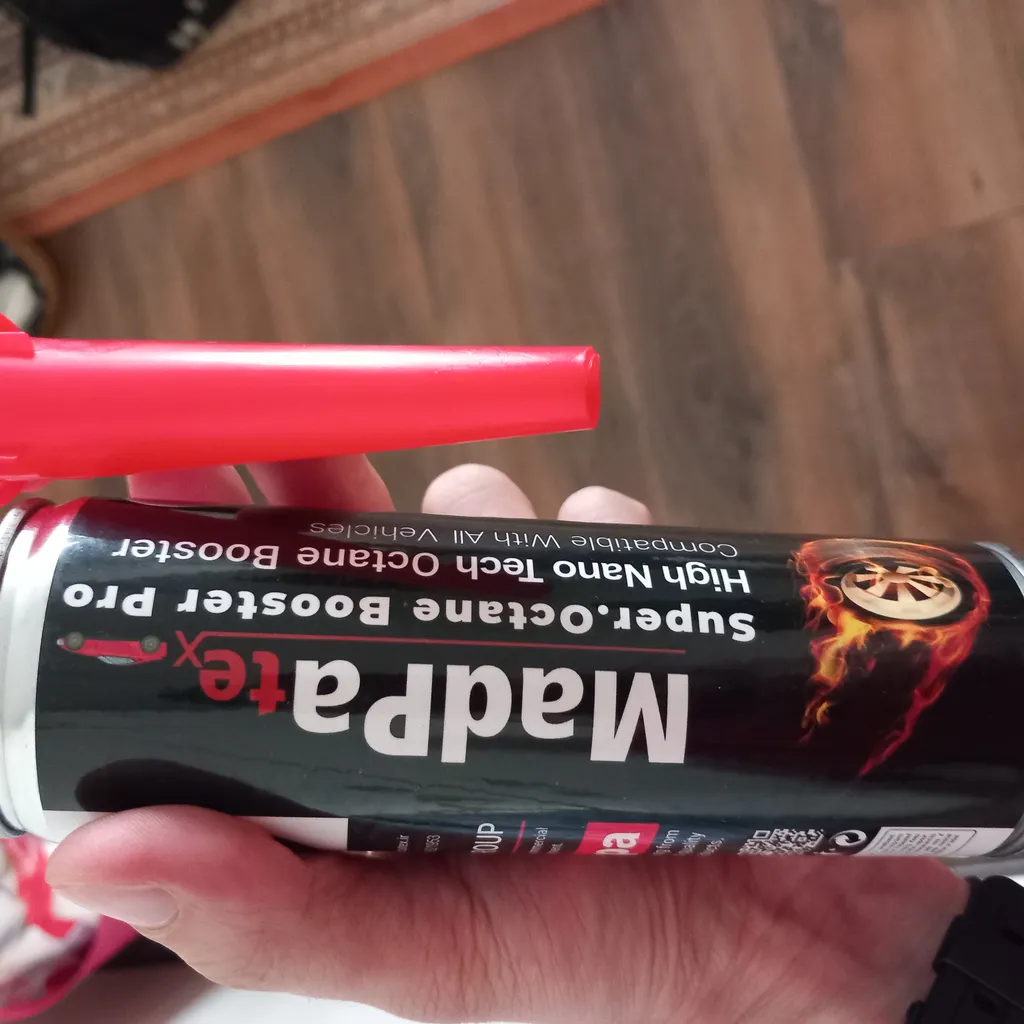 MadPatex
Super.Octane Booster Pro
High Nano Tech Octane Booster
Compatible With All Vehicles